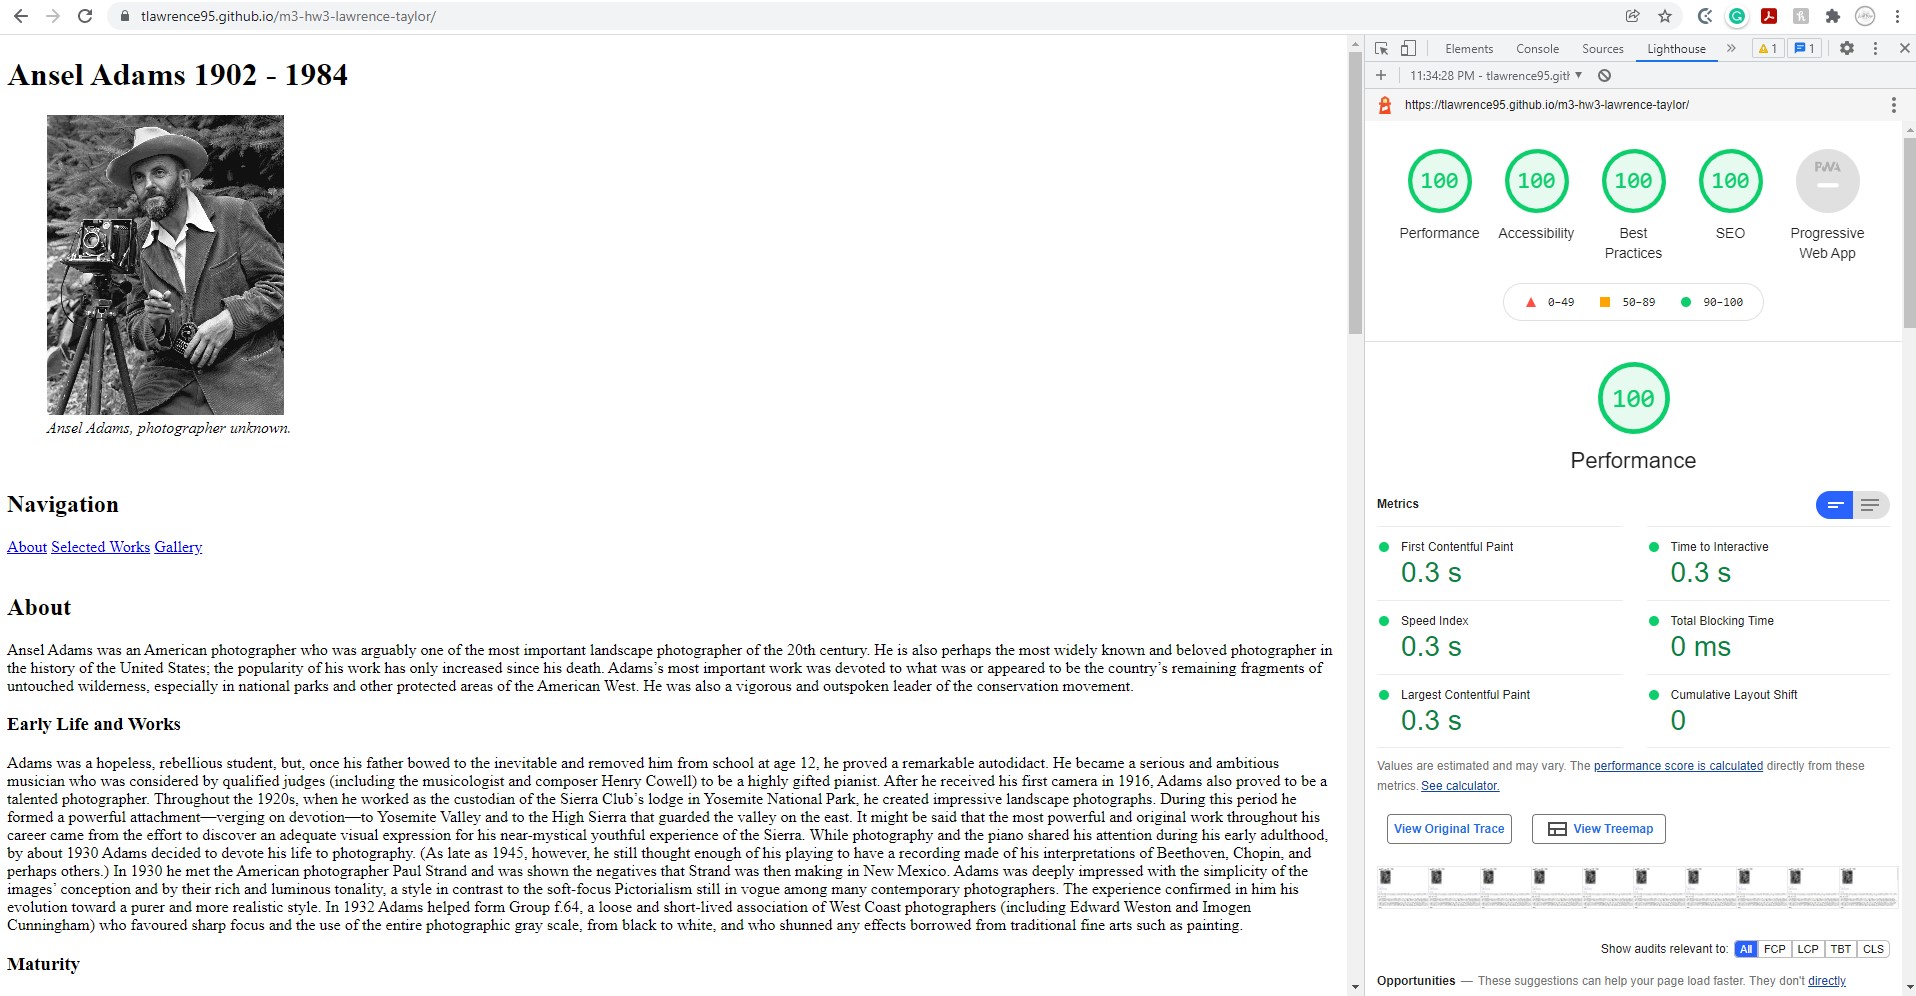 tlawrence95.github.io/m3-hw3-lawrence-taylor/
Ansel Adams 1902 - 1984
Ansel Adams, photographer unknown.
Navigation
About Selected Works Gallery
About
Ansel Adams was an American photographer who was arguably one of the most important landscape photographer of the 20th century. He is also perhaps the most widely known and beloved photographer in
the history of the United States; the popularity of his work has only increased since his death. Adams’s most important work was devoted to what was or appeared to be the country’s remaining fragments of
untouched wilderness, especially in national parks and other protected areas of the American West. He was also a vigorous and outspoken leader of the conservation movement.
Early Life and Works
Adams was a hopeless, rebellious student, but, once his father bowed to the inevitable and removed him from school at age 12, he proved a remarkable autodidact. He became a serious and ambitious
musician who was considered by qualified judges (including the musicologist and composer Henry Cowell) to be a highly gifted pianist. After he received his first camera in 1916, Adams also proved to be a
talented photographer. Throughout the 1920s, when he worked as the custodian of the Sierra Club’s lodge in Yosemite National Park, he created impressive landscape photographs. During this period he
formed a powerful attachment—verging on devotion—to Yosemite Valley and to the High Sierra that guarded the valley on the east. It might be said that the most powerful and original work throughout his
career came from the effort to discover an adequate visual expression for his near-mystical youthful experience of the Sierra. While photography and the piano shared his attention during his early adulthood,
by about 1930 Adams decided to devote his life to photography. (As late as 1945, however, he still thought enough of his playing to have a recording made of his interpretations of Beethoven, Chopin, and
perhaps others.) In 1930 he met the American photographer Paul Strand and was shown the negatives that Strand was then making in New Mexico. Adams was deeply impressed with the simplicity of the
images’ conception and by their rich and luminous tonality, a style in contrast to the soft-focus Pictorialism still in vogue among many contemporary photographers. The experience confirmed in him his
evolution toward a purer and more realistic style. In 1932 Adams helped form Group f.64, a loose and short-lived association of West Coast photographers (including Edward Weston and Imogen
Cunningham) who favoured sharp focus and the use of the entire photographic gray scale, from black to white, and who shunned any effects borrowed from traditional fine arts such as painting.
Maturity
Elements Console Sources Lighthouse » 1 1
11:34:28 PM - tlawrence95.gith
https://tlawrence95.github.io/m3-hw3-lawrence-taylor/
100 100 100 100 PWA
Performance Accessibility Best Practices SEO Progressive Web App
0–49 50–89 90–100
100
Performance
Metrics
First Contentful Paint
0.3 s
Time to Interactive
0.3 s
Speed Index
0.3 s
Total Blocking Time
0 ms
Largest Contentful Paint
0.3 s
Cumulative Layout Shift
0
Values are estimated and may vary. The performance score is calculated directly from these
metrics. See calculator.
View Original Trace View Treemap
Show audits relevant to: All FCP LCP TBT CLS
Opportunities — These suggestions can help your page load faster. They don't directly